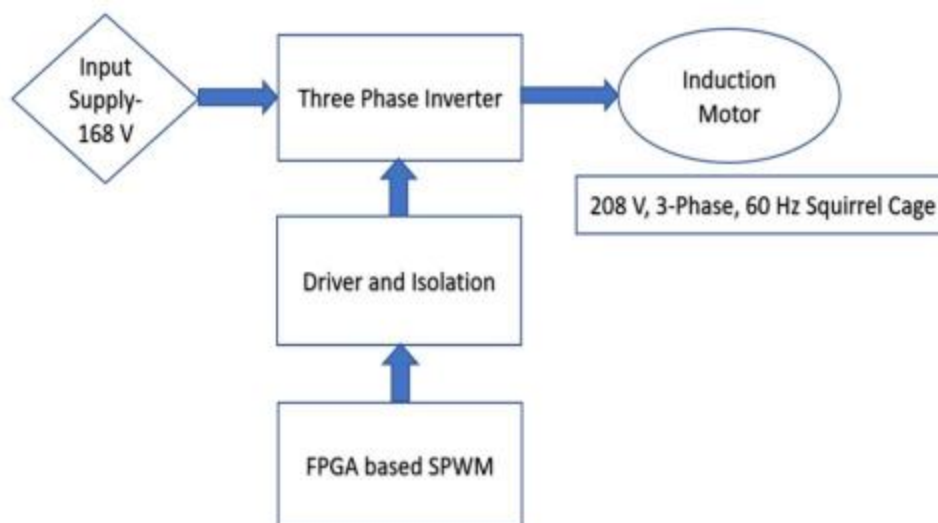 Input
Supply-
168 V
Three Phase Inverter
Induction
Motor
208 V, 3-Phase, 60 Hz Squirrel Cage
Driver and Isolation
FPGA based SPWM